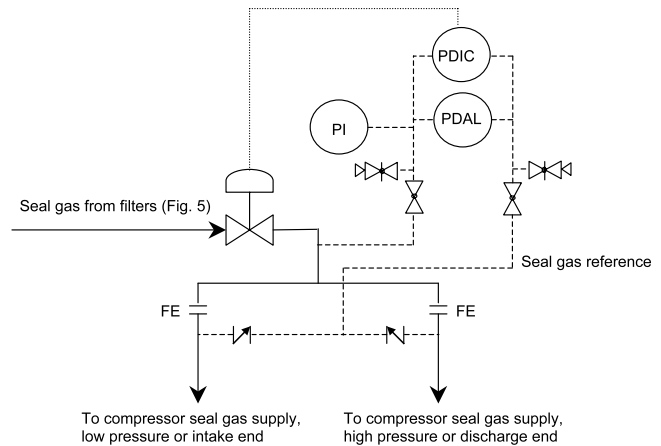 PDIC
PDAL
PI
Seal gas from filters (Fig. 5)
Seal gas reference
FE
FE
To compressor seal gas supply,
low pressure or intake end
To compressor seal gas supply,
high pressure or discharge end